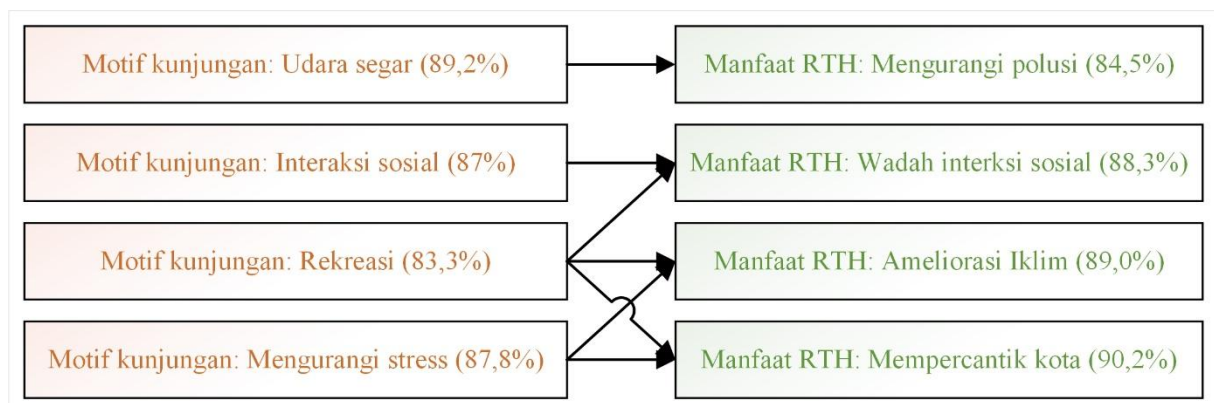 Motif kunjungan: Udara segar (89,2%)
Manfaat RTH: Mengurangi polusi (84,5%)
Motif kunjungan: Interaksi sosial (87%)
Manfaat RTH: Wadah interksi sosial (88,3%)
Motif kunjungan: Rekreasi (83,3%)
Manfaat RTH: Ameliorasi Iklim (89,0%)
Motif kunjungan: Mengurangi stress (87,8%)
Manfaat RTH: Mempercantik kota (90,2%)